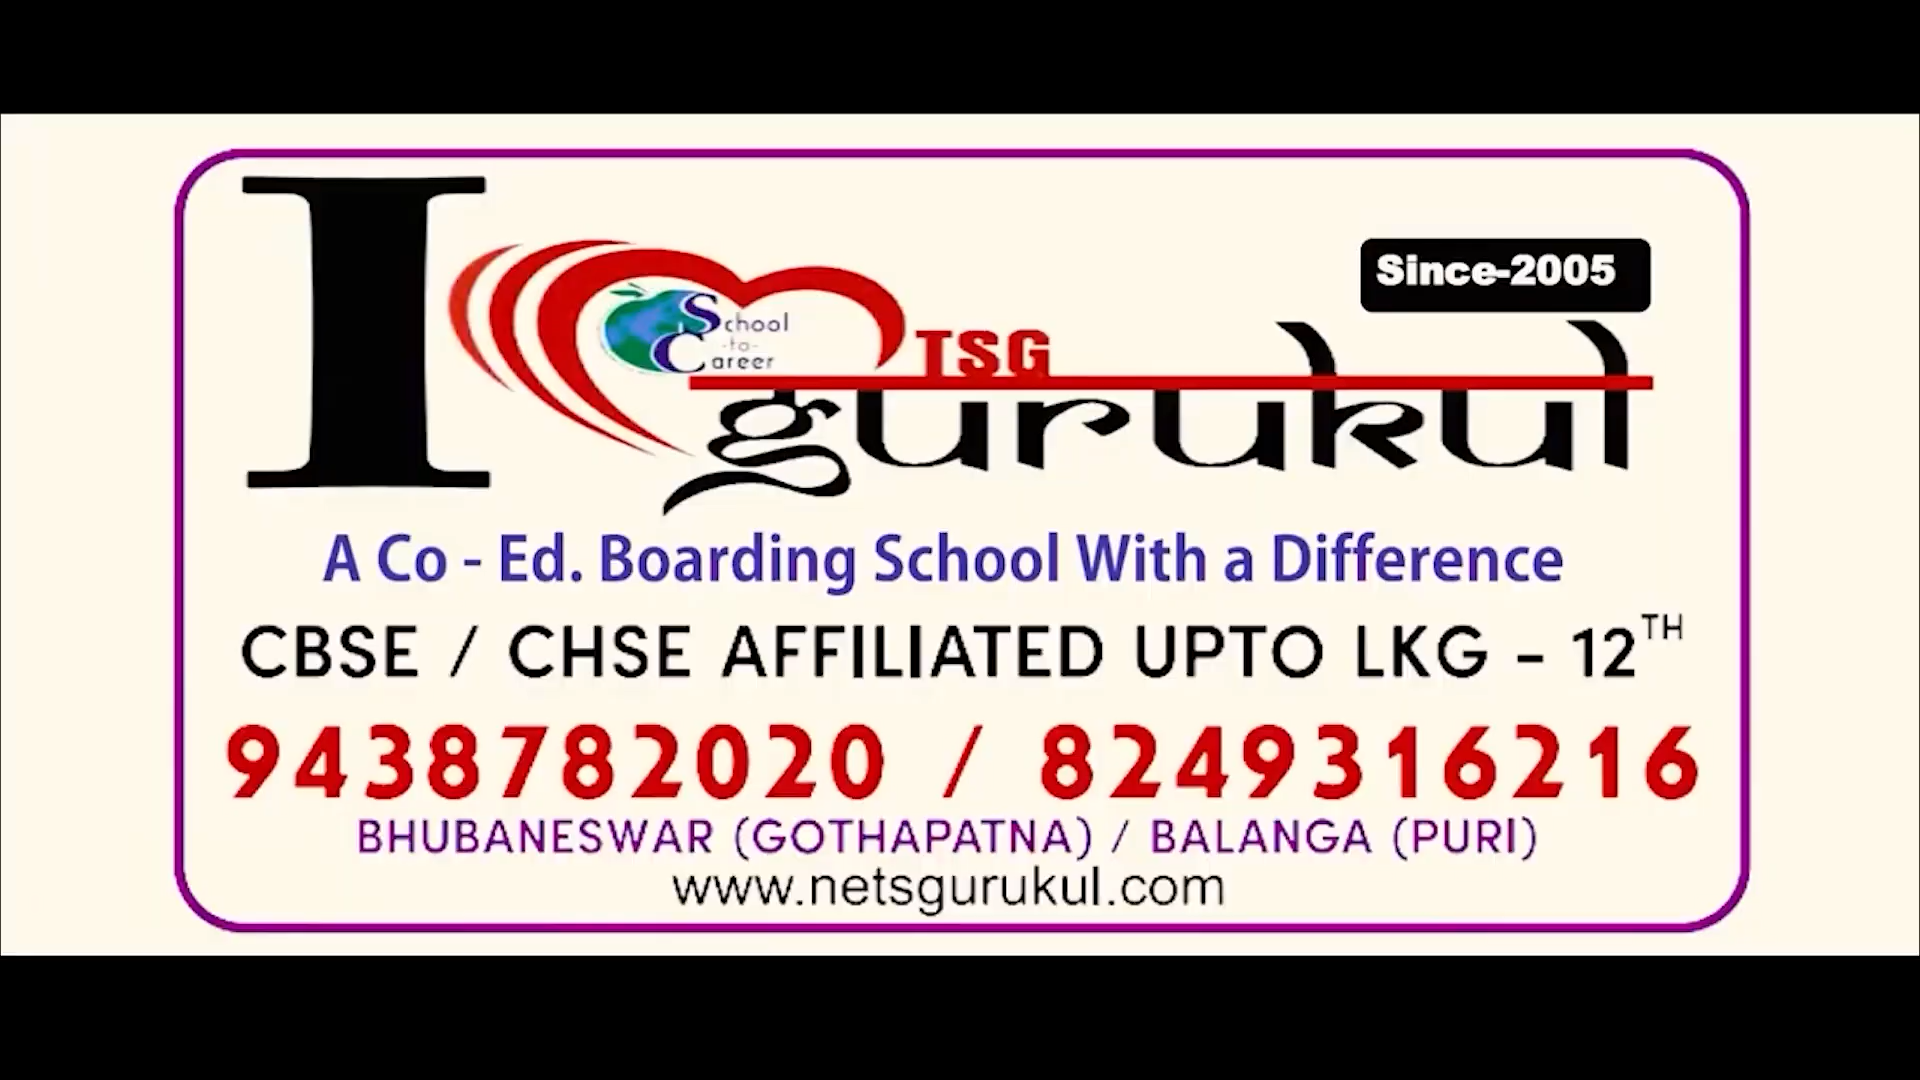 I
Since-2005
School
-to-
Career
TSG
gurukul
A Co - Ed. Boarding School With a Difference
CBSE / CHSE AFFILIATED UPTO LKG - 12TH
9438782020 / 8249316216
BHUBANESWAR (GOTHAPATNA) / BALANGA (PURI)
www.netsgurukul.com